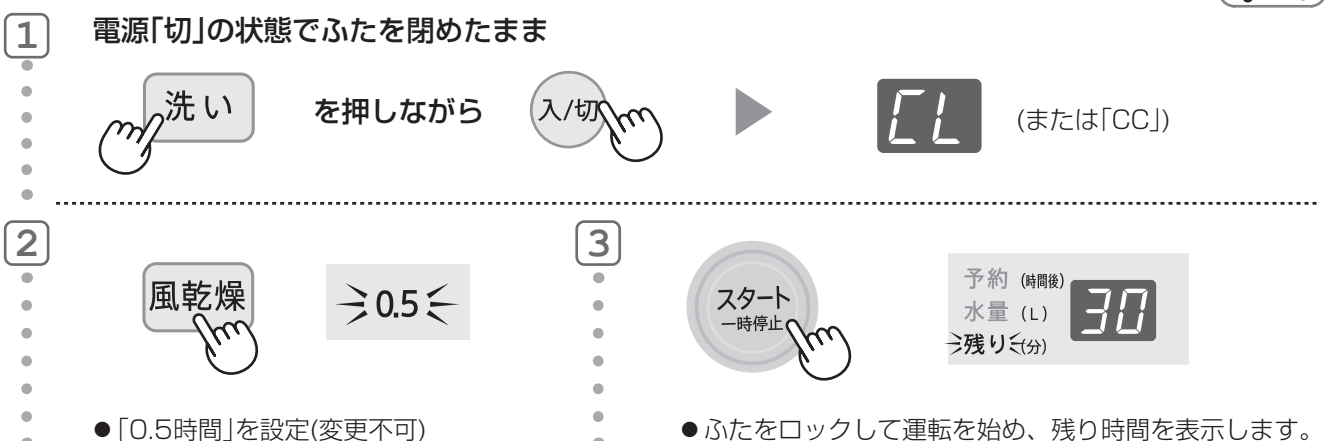 1
電源「切」の状態でふたを閉めたまま
洗い を押しながら 入/切 CL (または「CC」)
2
風乾燥 0.5
●「0.5時間」を設定(変更不可)
3
スタート
一時停止
予約 (時間後)
水量 (L)
残り (分)
30
●ふたをロックして運転を始め、残り時間を表示します。